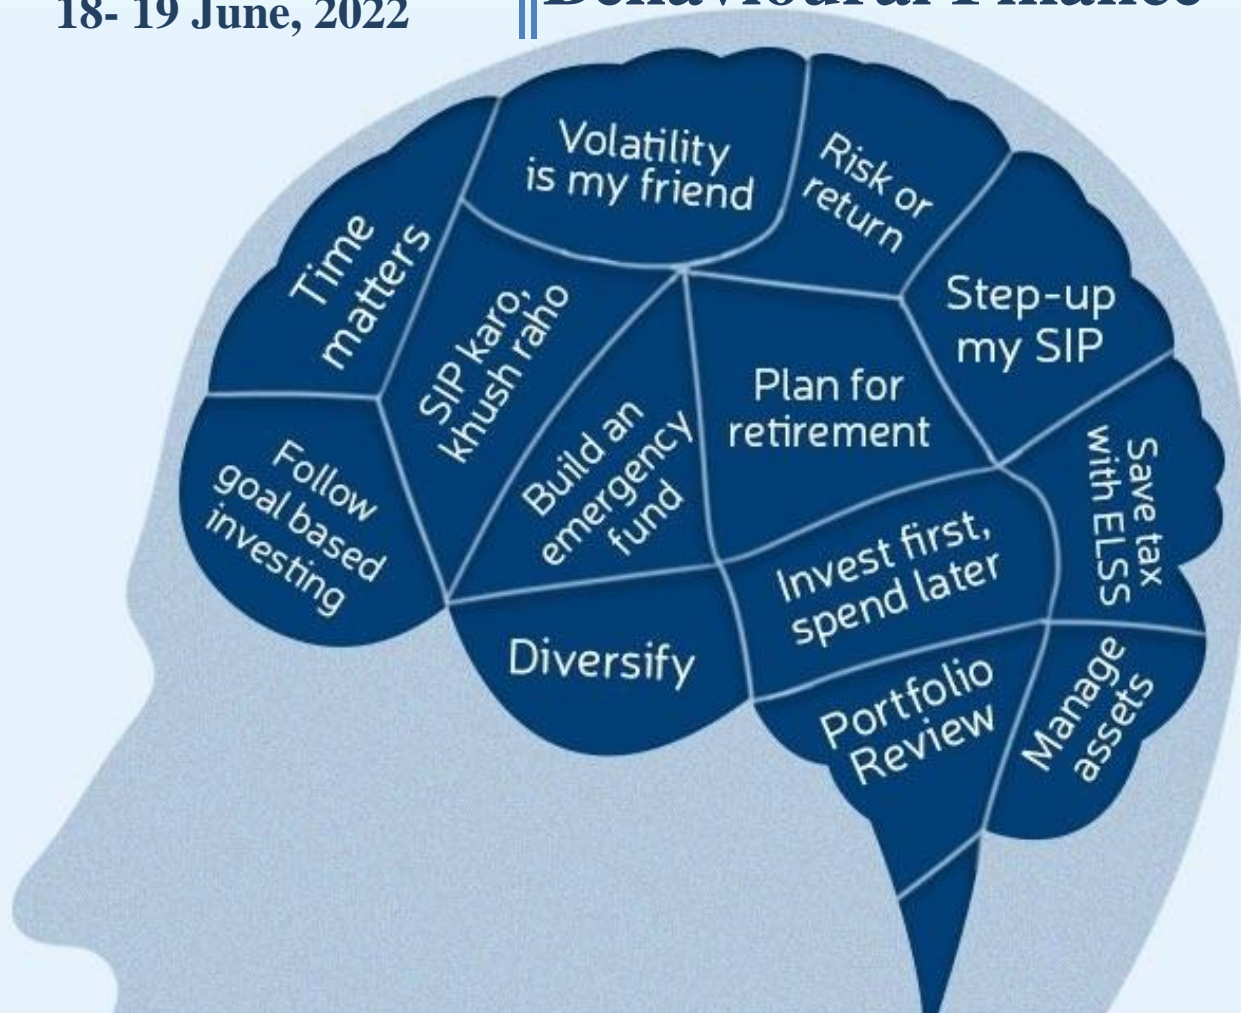 18- 19 June, 2022
Behavioural Finance
Volatility
is my friend
Risk or
return
Time
matters
SIP karo,
khush raho
Step-up
my SIP
Plan for
retirement
Build an
emergency
fund
Follow
goal based
investing
Save tax
with ELSS
Invest first,
spend later
Diversify
Portfolio
Review
Manage
assets